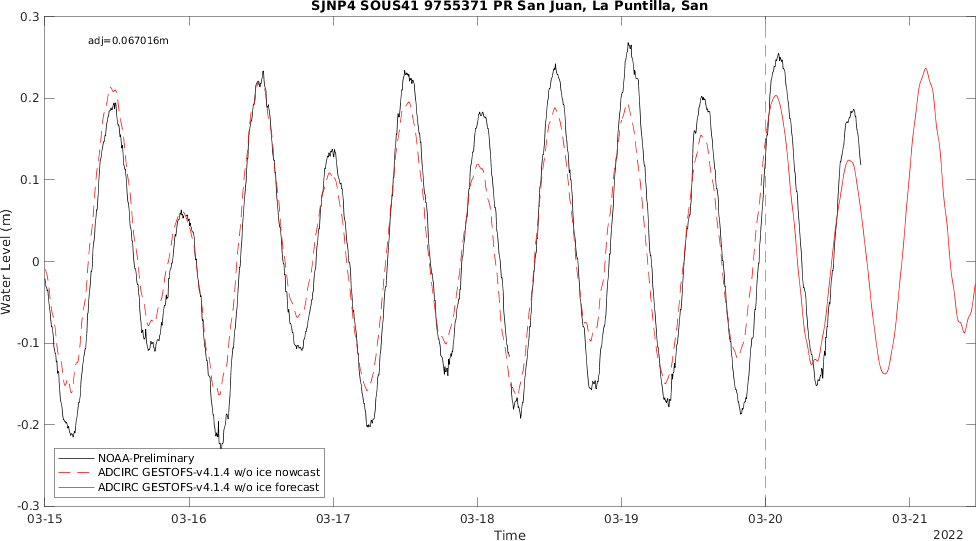 SJNP4 SOUS41 9755371 PR San Juan, La Puntilla, San
adj=0.067016m
0.3
0.2
0.1
0
-0.1
-0.2
-0.3
Water Level (m)
NOAA-Preliminary
ADCIRC GESTOFS-v4.1.4 w/o ice nowcast
ADCIRC GESTOFS-v4.1.4 w/o ice forecast
03-15 03-16 03-17 03-18 03-19 03-20 03-21
Time
2022